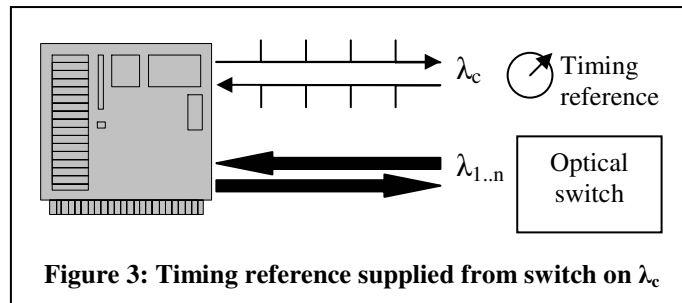 λc
Timing
reference
λ1..n
Optical
switch
Figure 3: Timing reference supplied from switch on λc